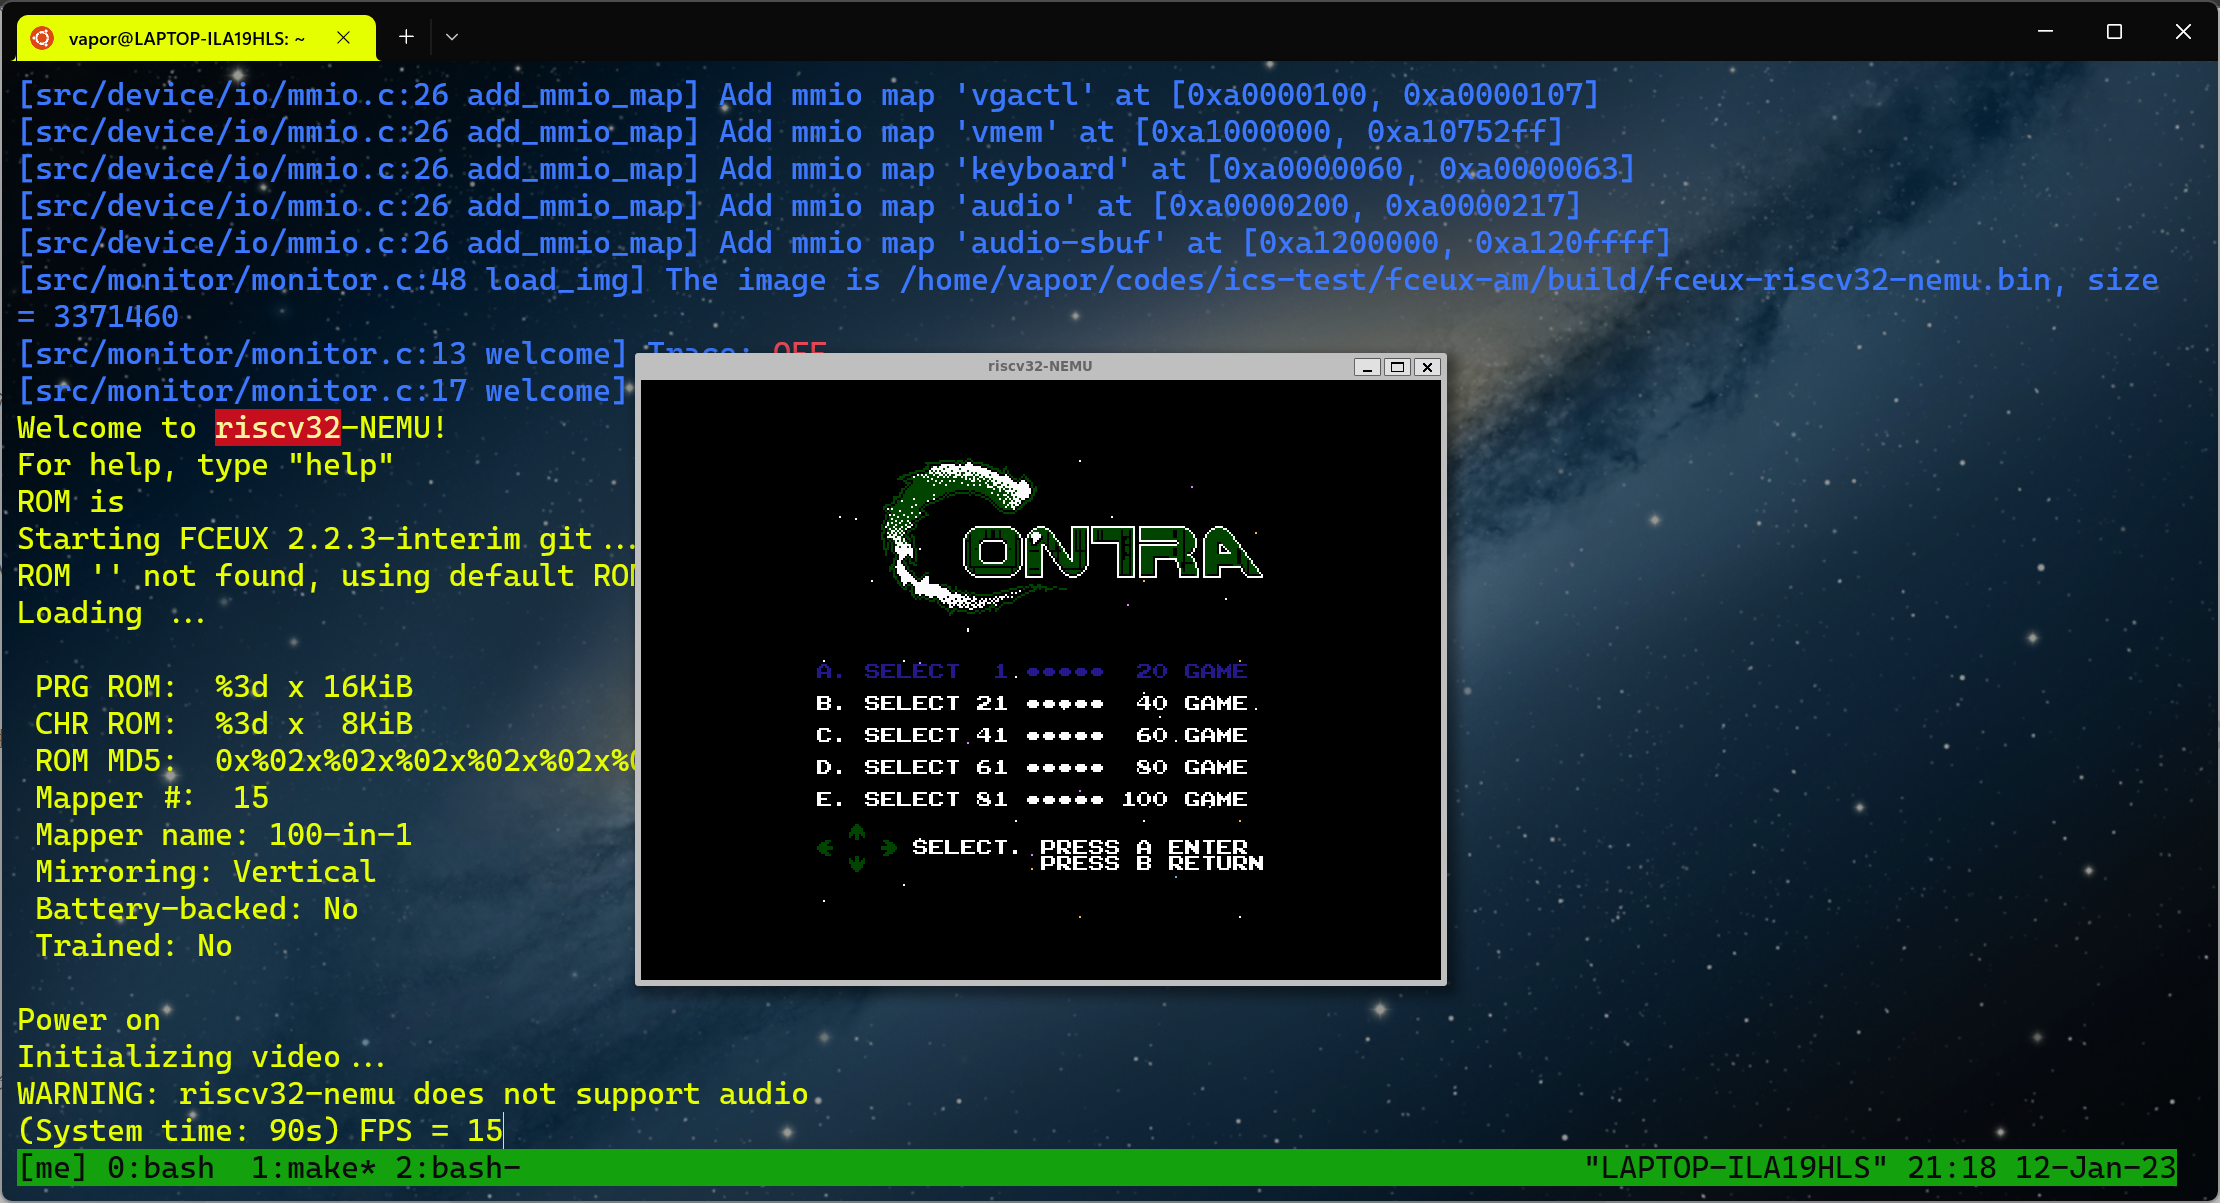 vapor@LAPTOP-ILA19HLS: ~
[src/device/io/mmio.c:26 add_mmio_map] Add mmio map 'vgactl' at [0xa0000100, 0xa0000107]
[src/device/io/mmio.c:26 add_mmio_map] Add mmio map 'vmem' at [0xa1000000, 0xa10752ff]
[src/device/io/mmio.c:26 add_mmio_map] Add mmio map 'keyboard' at [0xa0000060, 0xa0000063]
[src/device/io/mmio.c:26 add_mmio_map] Add mmio map 'audio' at [0xa0000200, 0xa0000217]
[src/device/io/mmio.c:26 add_mmio_map] Add mmio map 'audio-sbuf' at [0xa1200000, 0xa120ffff]
[src/monitor/monitor.c:48 load_img] The image is /home/vapor/codes/ics-test/fceux-am/build/fceux-riscv32-nemu.bin, size
= 3371460
[src/monitor/monitor.c:13 welcome] Trace: OFF
[src/monitor/monitor.c:17 welcome]
Welcome to riscv32-NEMU!
For help, type "help"
ROM is
Starting FCEUX 2.2.3-interim git...
ROM '' not found, using default ROM
Loading ...
PRG ROM: %3d x 16KiB
CHR ROM: %3d x 8KiB
ROM MD5: 0x%02x%02x%02x%02x%02x%0
Mapper #: 15
Mapper name: 100-in-1
Mirroring: Vertical
Battery-backed: No
Trained: No
Power on
Initializing video...
WARNING: riscv32-nemu does not support audio
(System time: 90s) FPS = 15
[me] 0:bash 1:make* 2:bash- "LAPTOP-ILA19HLS" 21:18 12-Jan-23
riscv32-NEMU
CONTRA
A. SELECT 1 ●●●●● 20 GAME
B. SELECT 21 ●●●●● 40 GAME
C. SELECT 41 ●●●●● 60 GAME
D. SELECT 61 ●●●●● 80 GAME
E. SELECT 81 ●●●●● 100 GAME
SELECT. PRESS A ENTER
PRESS B RETURN